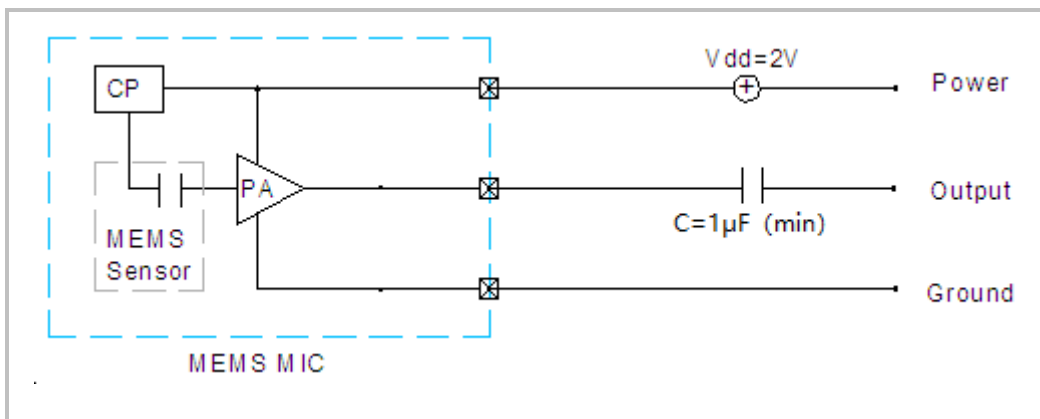 Vdd=2V
CP
Power
PA
Output
C=1μF (min)
MEMS
Sensor
Ground
MEMS MIC